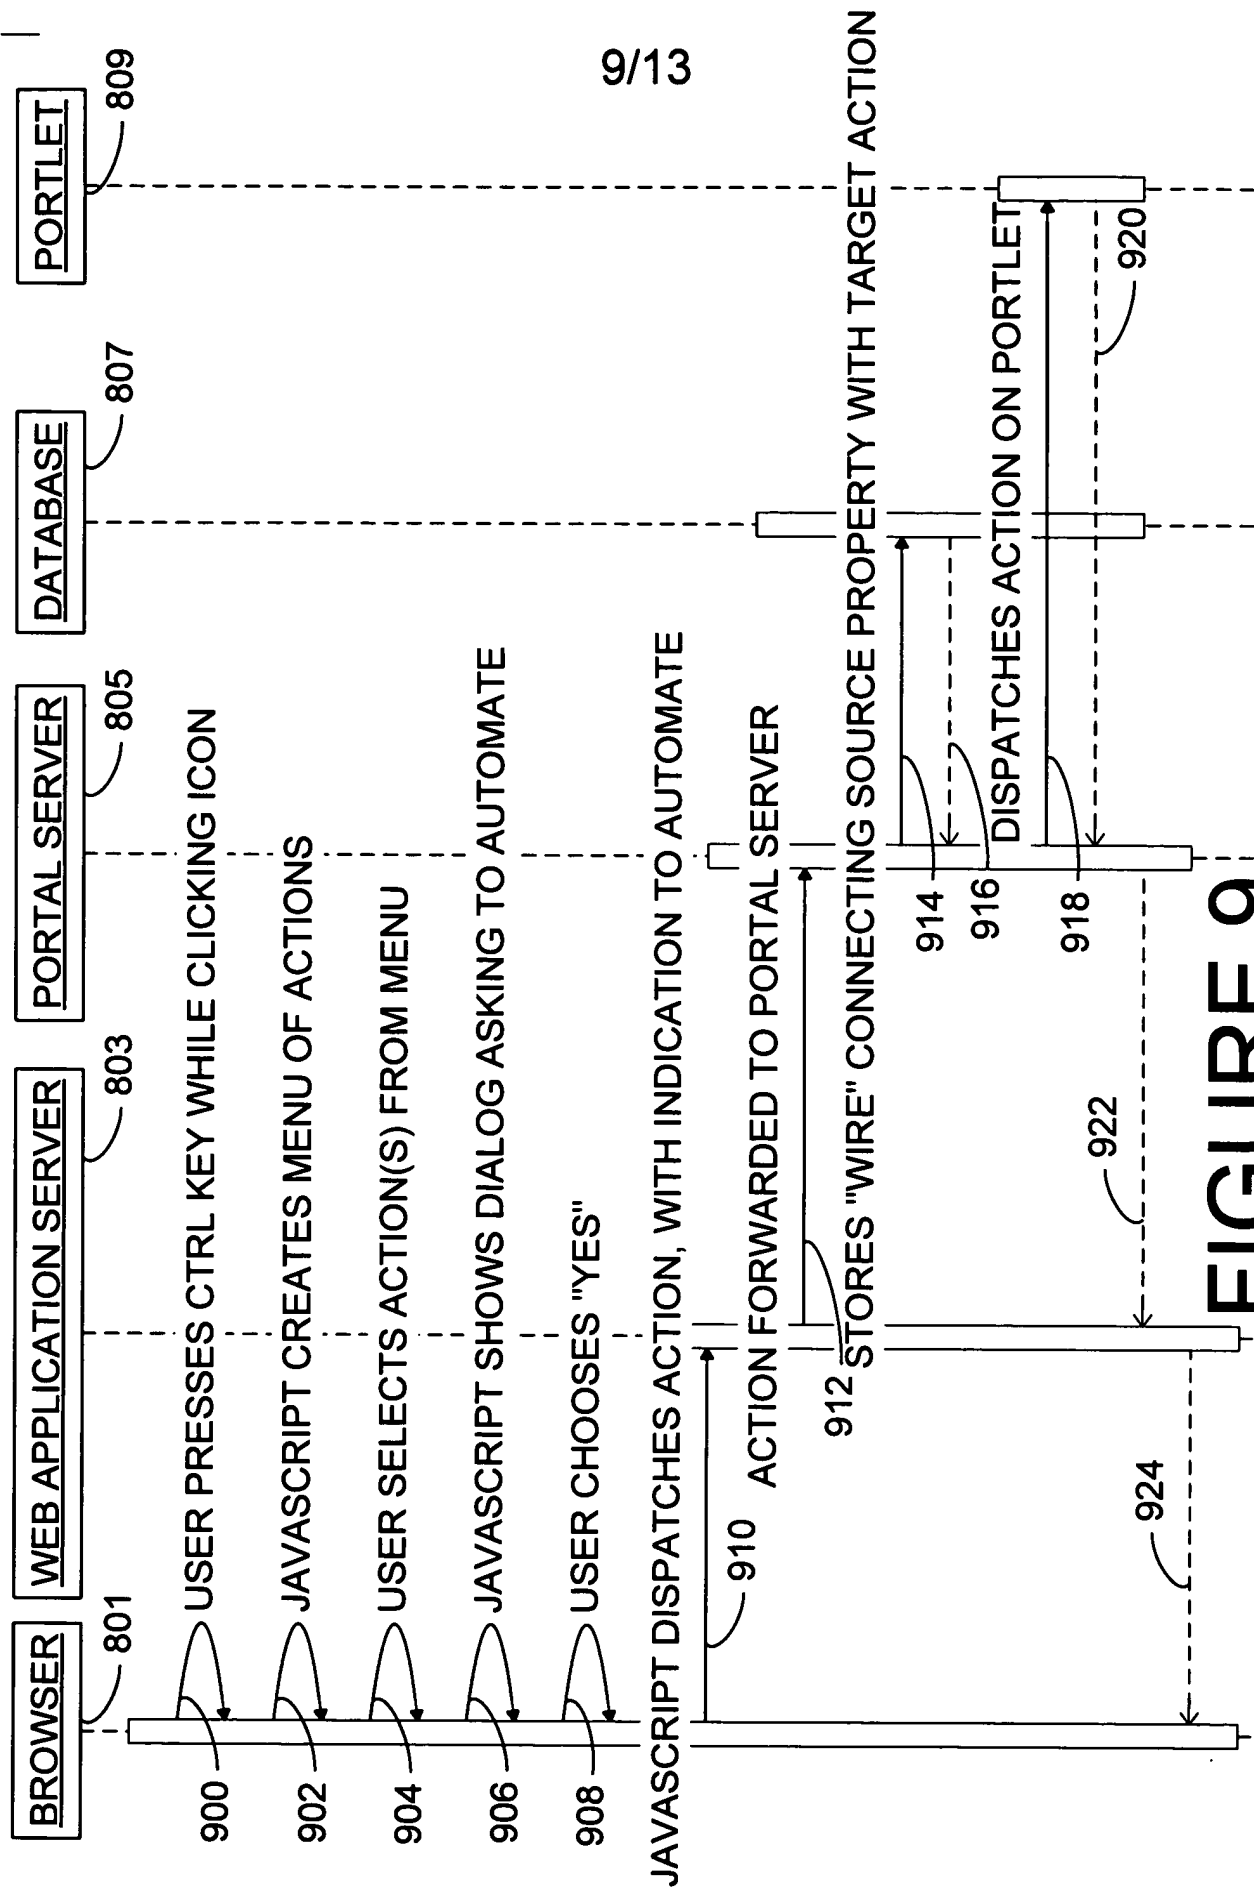 9/13
BROWSER
801
WEB APPLICATION SERVER
803
PORTAL SERVER
805
DATABASE
807
PORTLET
809
900
USER PRESSES CTRL KEY WHILE CLICKING ICON
902
JAVASCRIPT CREATES MENU OF ACTIONS
904
USER SELECTS ACTION(S) FROM MENU
906
JAVASCRIPT SHOWS DIALOG ASKING TO AUTOMATE
908
USER CHOOSES "YES"
JAVASCRIPT DISPATCHES ACTION, WITH INDICATION TO AUTOMATE
910
ACTION FORWARDED TO PORTAL SERVER
912
STORES "WIRE" CONNECTING SOURCE PROPERTY WITH TARGET ACTION
914
916
DISPATCHES ACTION ON PORTLET
918
920
922
924
FIGURE 9